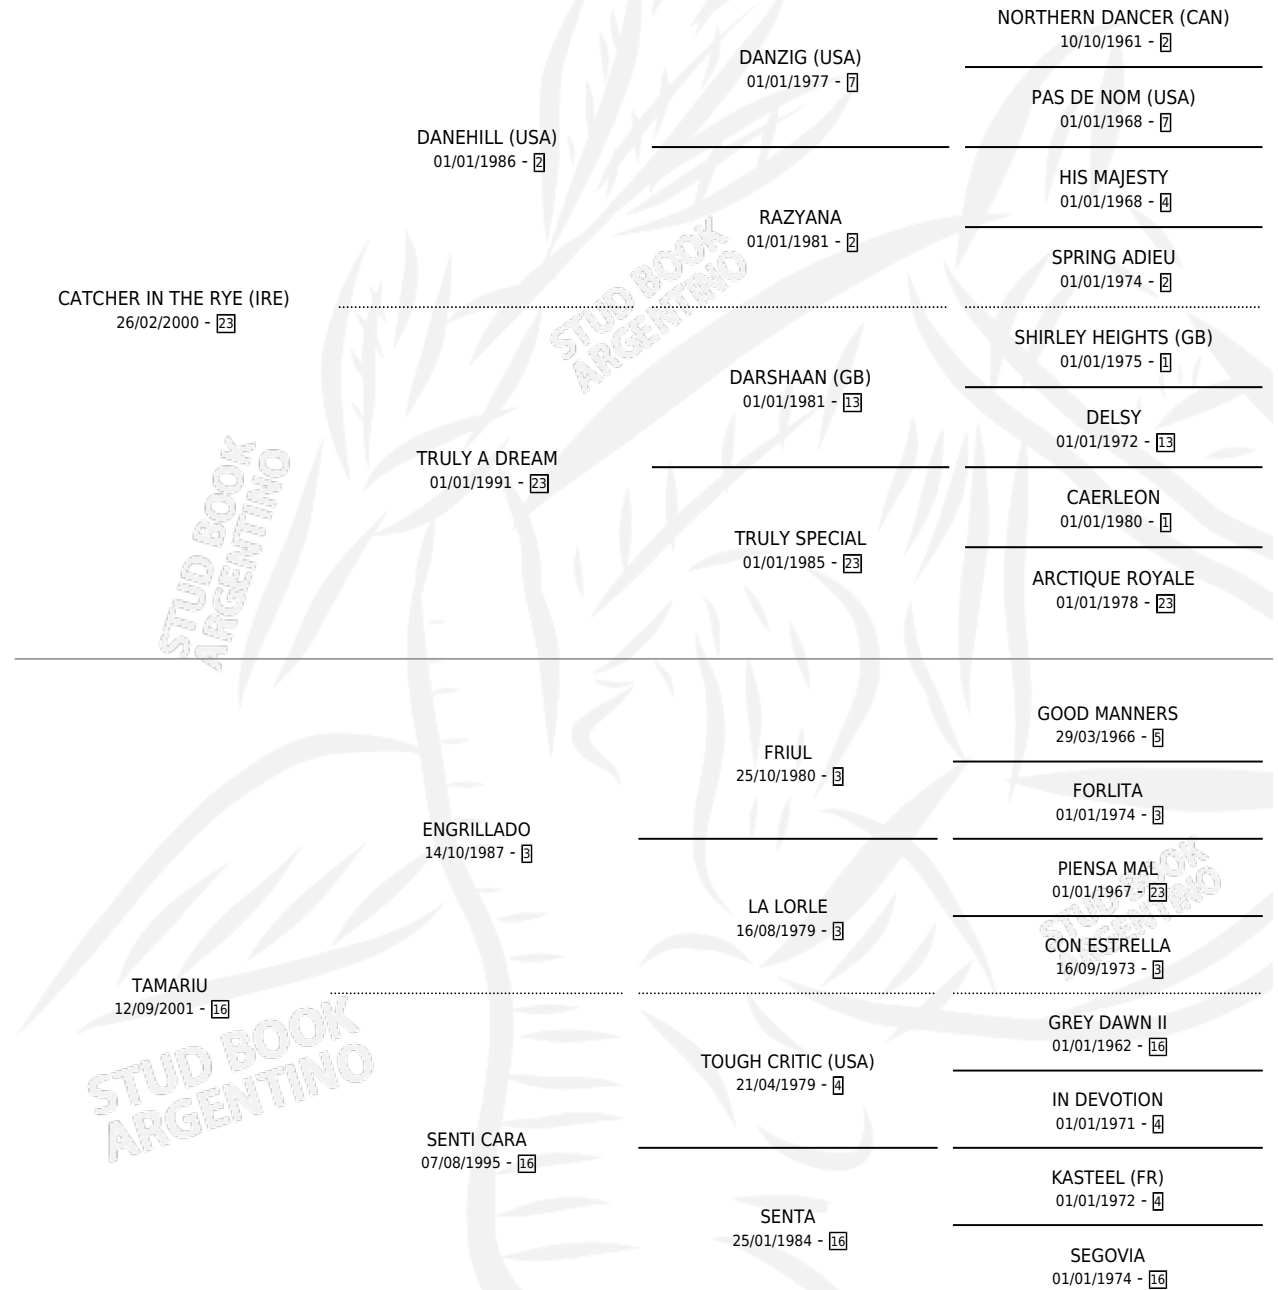 NORTHERN DANCER (CAN)
10/10/1961 - 2
DANZIG (USA)
01/01/1977 - 7
PAS DE NOM (USA)
01/01/1968 - 7
DANEHILL (USA)
01/01/1986 - 2
HIS MAJESTY
01/01/1968 - 4
RAZYANA
01/01/1981 - 2
SPRING ADIEU
01/01/1974 - 2
CATCHER IN THE RYE (IRE)
26/02/2000 - 23
SHIRLEY HEIGHTS (GB)
01/01/1975 - 1
DARSHAAN (GB)
01/01/1981 - 13
DELSY
01/01/1972 - 13
TRULY A DREAM
01/01/1991 - 23
CAERLEON
01/01/1980 - 1
TRULY SPECIAL
01/01/1985 - 23
ARCTIQUE ROYALE
01/01/1978 - 23
GOOD MANNERS
29/03/1966 - 5
FRIUL
25/10/1980 - 3
FORLITA
01/01/1974 - 3
ENGRILLADO
14/10/1987 - 3
PIENSA MAL
01/01/1967 - 23
LA LORLE
16/08/1979 - 3
CON ESTRELLA
16/09/1973 - 3
TAMARIU
12/09/2001 - 16
GREY DAWN II
01/01/1962 - 16
TOUGH CRITIC (USA)
21/04/1979 - 4
IN DEVOTION
01/01/1971 - 4
SENTI CARA
07/08/1995 - 16
KASTEEL (FR)
01/01/1972 - 4
SENTA
25/01/1984 - 16
SEGOVIA
01/01/1974 - 16
STUD BOOK
ARGENTINO
STUD BOOK
ARGENTINO
STUD BOOK
ARGENTINO
STUD BOOK
ARGENTINO